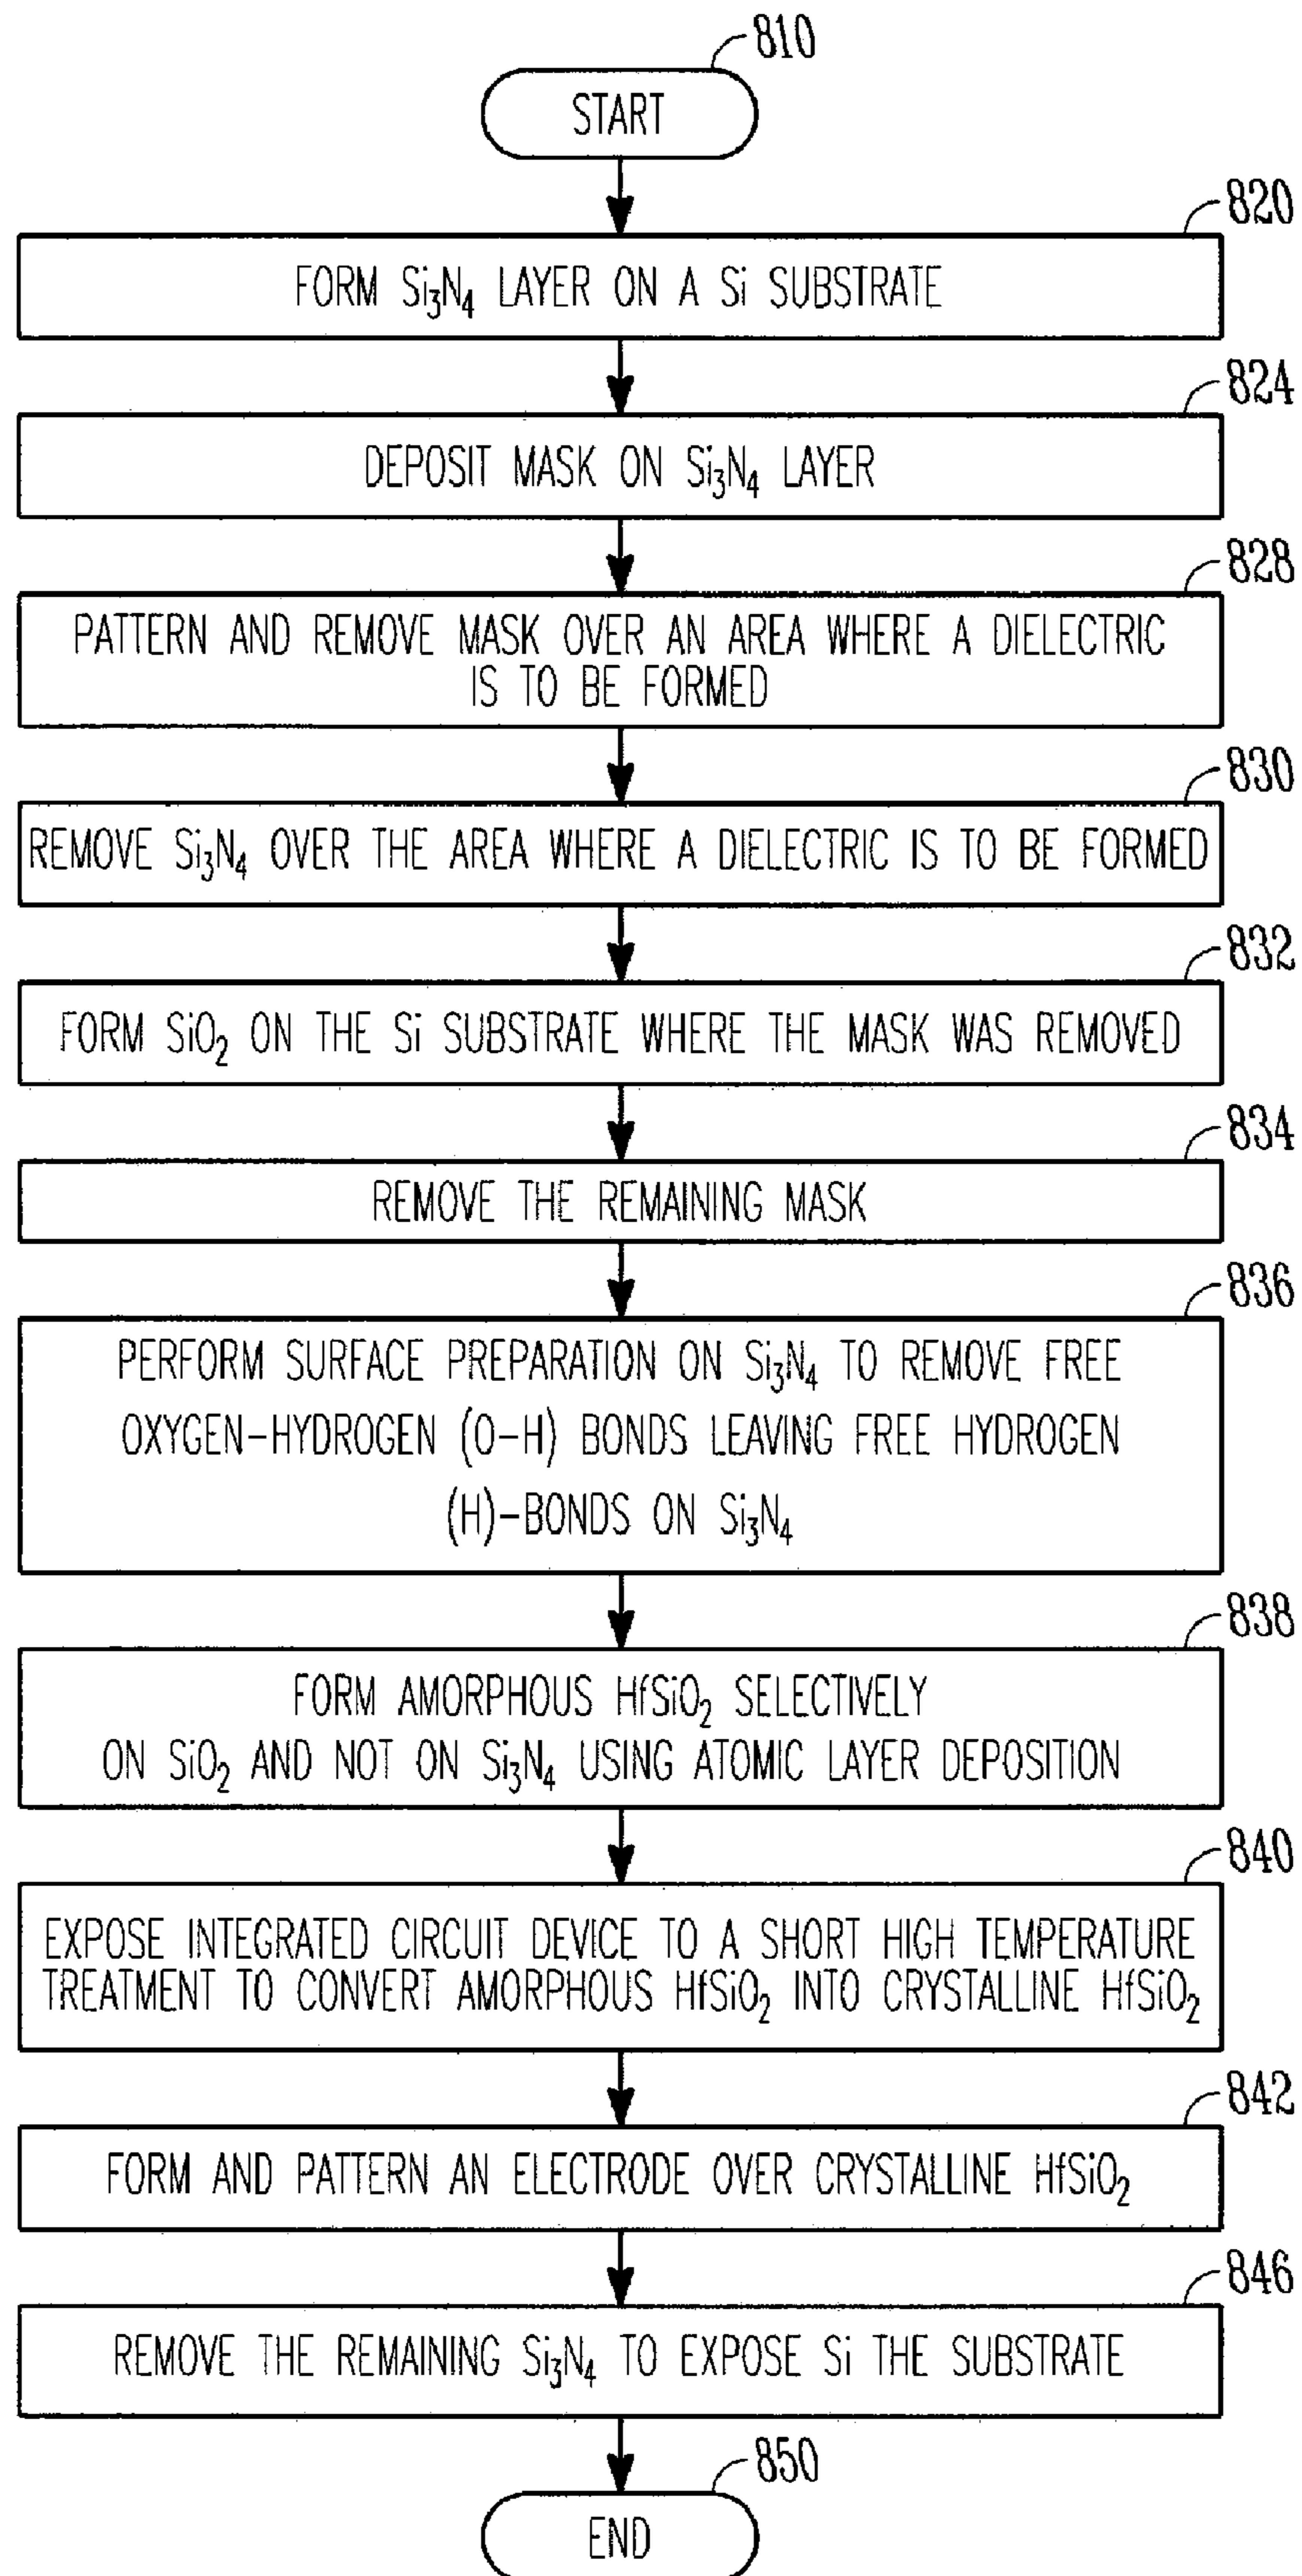 810
START
820
FORM Si₃N₄ LAYER ON A Si SUBSTRATE
824
DEPOSIT MASK ON Si₃N₄ LAYER
828
PATTERN AND REMOVE MASK OVER AN AREA WHERE A DIELECTRIC
IS TO BE FORMED
830
REMOVE Si₃N₄ OVER THE AREA WHERE A DIELECTRIC IS TO BE FORMED
832
FORM SiO₂ ON THE Si SUBSTRATE WHERE THE MASK WAS REMOVED
834
REMOVE THE REMAINING MASK
836
PERFORM SURFACE PREPARATION ON Si₃N₄ TO REMOVE FREE
OXYGEN-HYDROGEN (O-H) BONDS LEAVING FREE HYDROGEN
(H)-BONDS ON Si₃N₄
838
FORM AMORPHOUS HfSiO₂ SELECTIVELY
ON SiO₂ AND NOT ON Si₃N₄ USING ATOMIC LAYER DEPOSITION
840
EXPOSE INTEGRATED CIRCUIT DEVICE TO A SHORT HIGH TEMPERATURE
TREATMENT TO CONVERT AMORPHOUS HfSiO₂ INTO CRYSTALLINE HfSiO₂
842
FORM AND PATTERN AN ELECTRODE OVER CRYSTALLINE HfSiO₂
846
REMOVE THE REMAINING Si₃N₄ TO EXPOSE Si THE SUBSTRATE
850
END